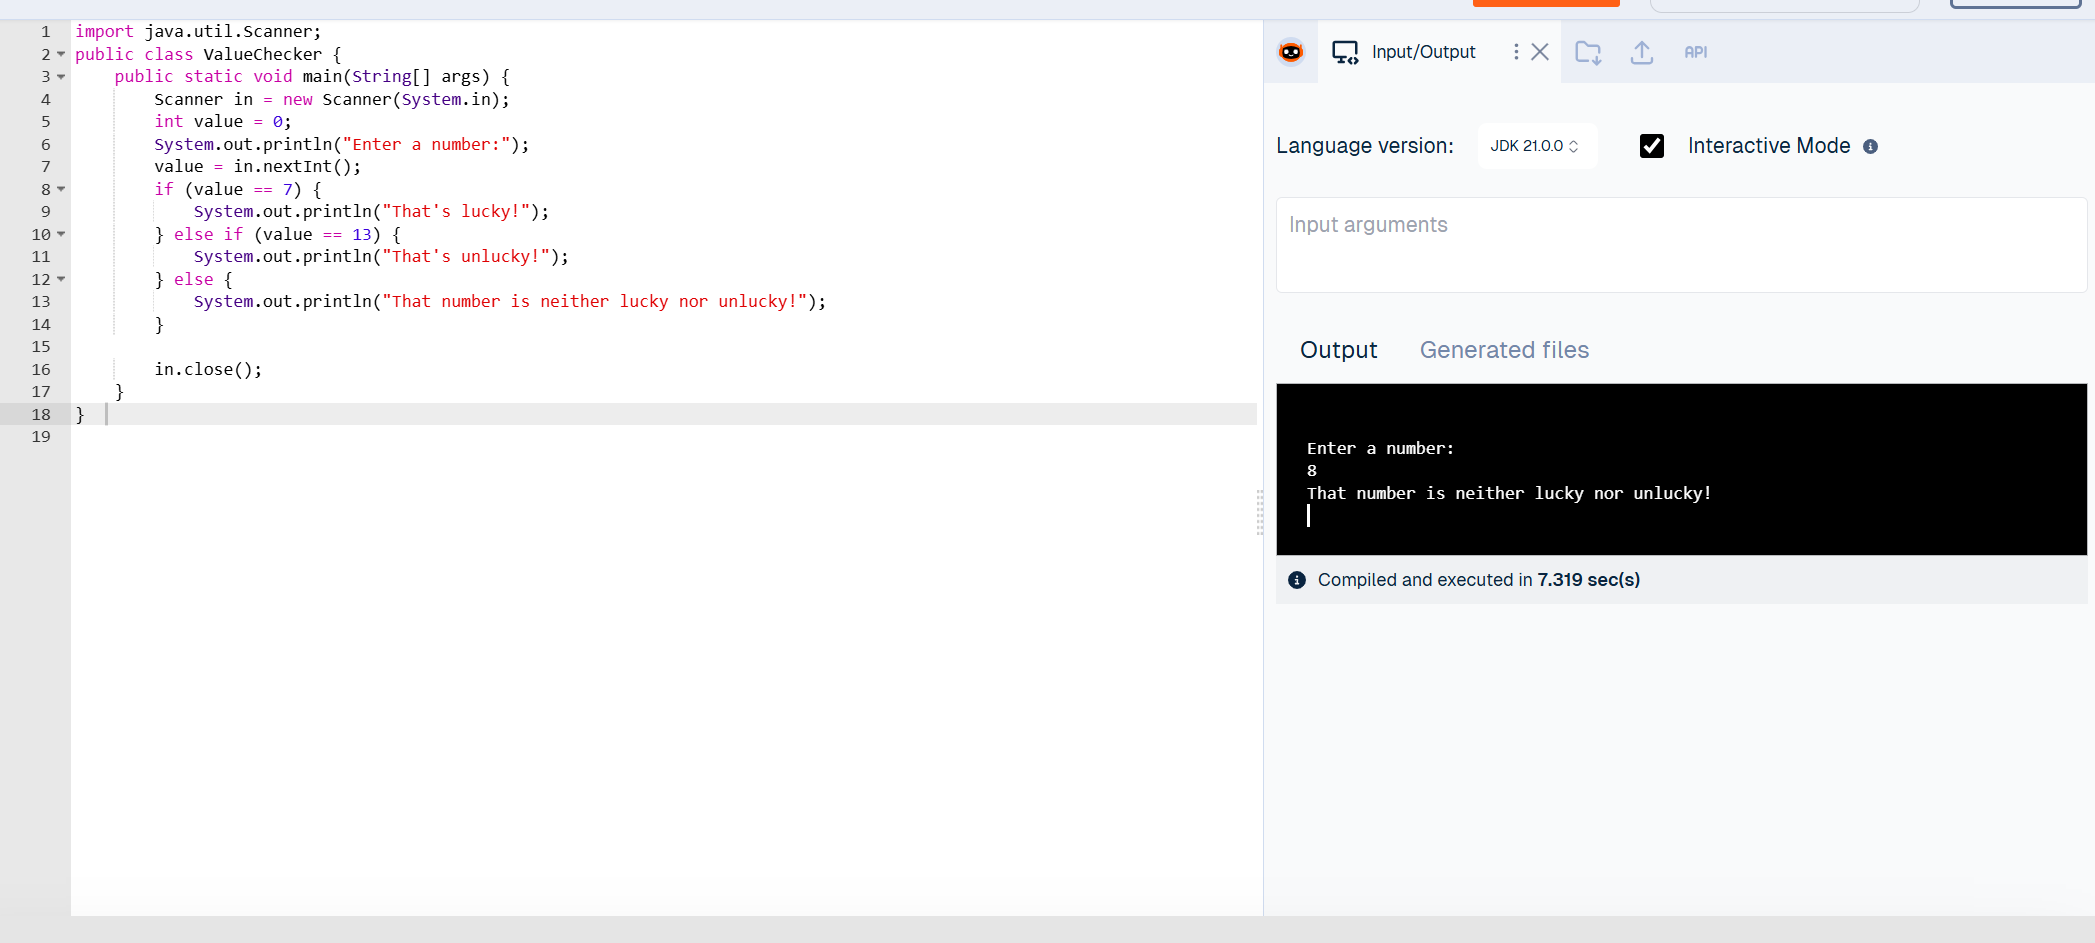 1 import java.util.Scanner;
2 public class ValueChecker {
3     public static void main(String[] args) {
4         Scanner in = new Scanner(System.in);
5         int value = 0;
6         System.out.println("Enter a number:");
7         value = in.nextInt();
8         if (value == 7) {
9             System.out.println("That's lucky!");
10         } else if (value == 13) {
11             System.out.println("That's unlucky!");
12         } else {
13             System.out.println("That number is neither lucky nor unlucky!");
14         }
15
16         in.close();
17     }
18 }
19
Input/Output API
Language version: JDK 21.0.0 Interactive Mode
Input arguments
Output Generated files
Enter a number:
8
That number is neither lucky nor unlucky!
Compiled and executed in 7.319 sec(s)